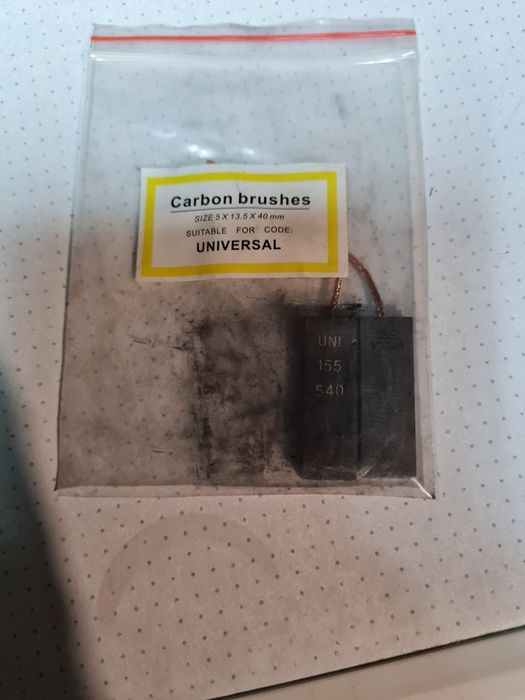 Carbon brushes
SIZE 5 X 13.5 X 40 mm
SUITABLE FOR CODE:
UNIVERSAL
UNI
155
540